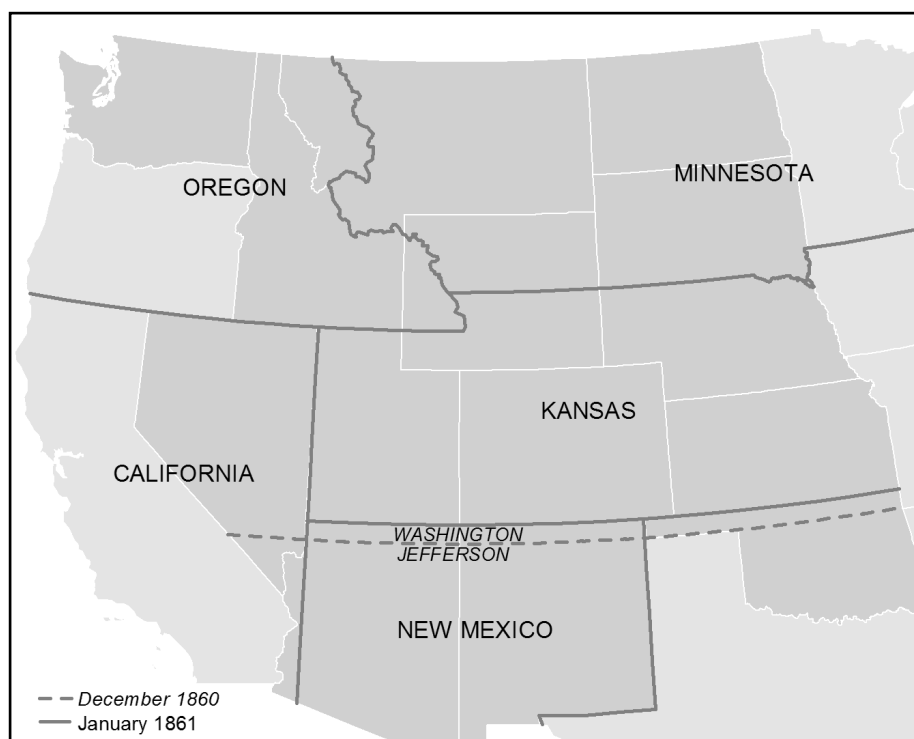 OREGON
MINNESOTA
KANSAS
CALIFORNIA
WASHINGTON
JEFFERSON
NEW MEXICO
December 1860
January 1861